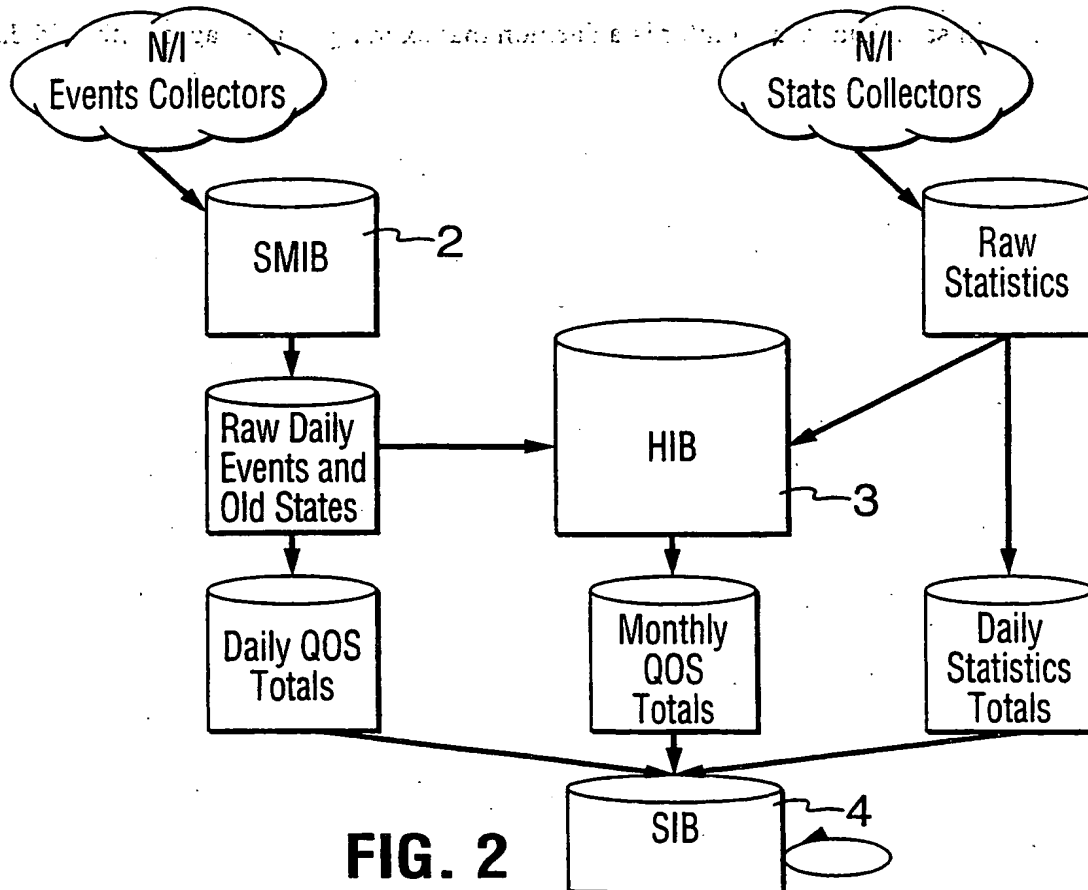 N/I
Events Collectors
N/I
Stats Collectors
SMIB
2
Raw
Statistics
Raw Daily
Events and
Old States
HIB
3
Daily QOS
Totals
Monthly
QOS
Totals
Daily
Statistics
Totals
SIB
4
FIG. 2